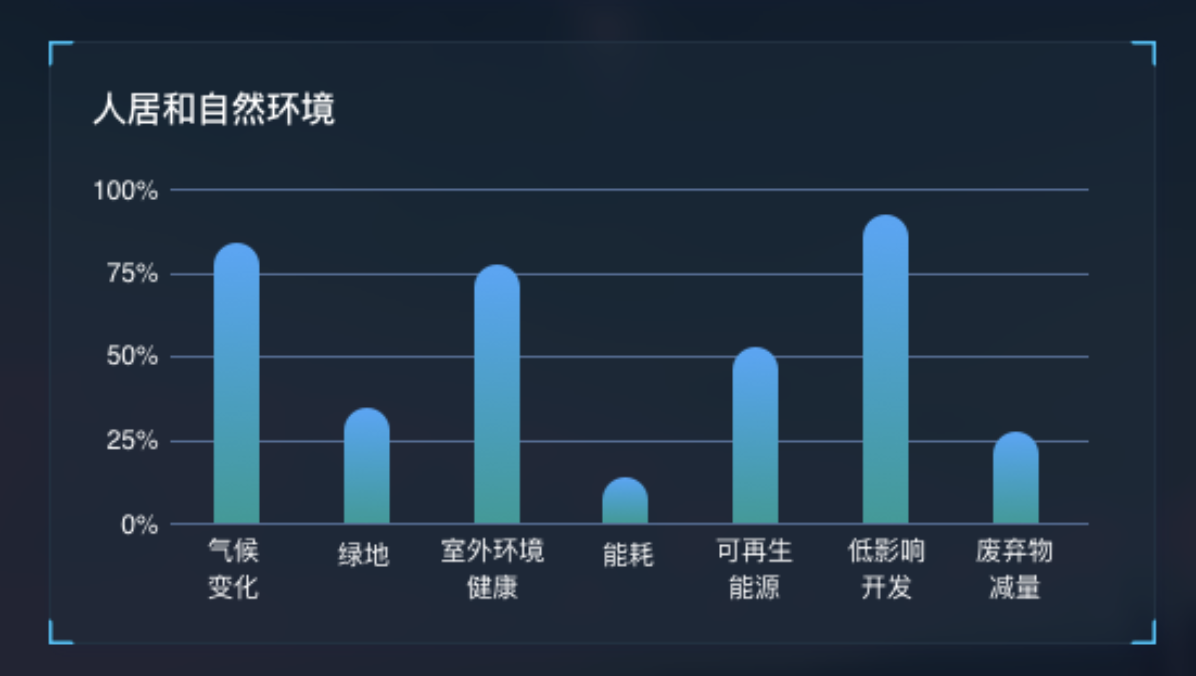 人居和自然环境
100%
75%
50%
25%
0%
气候
变化
绿地
室外环境
健康
能耗
可再生
能源
低影响
开发
废弃物
减量